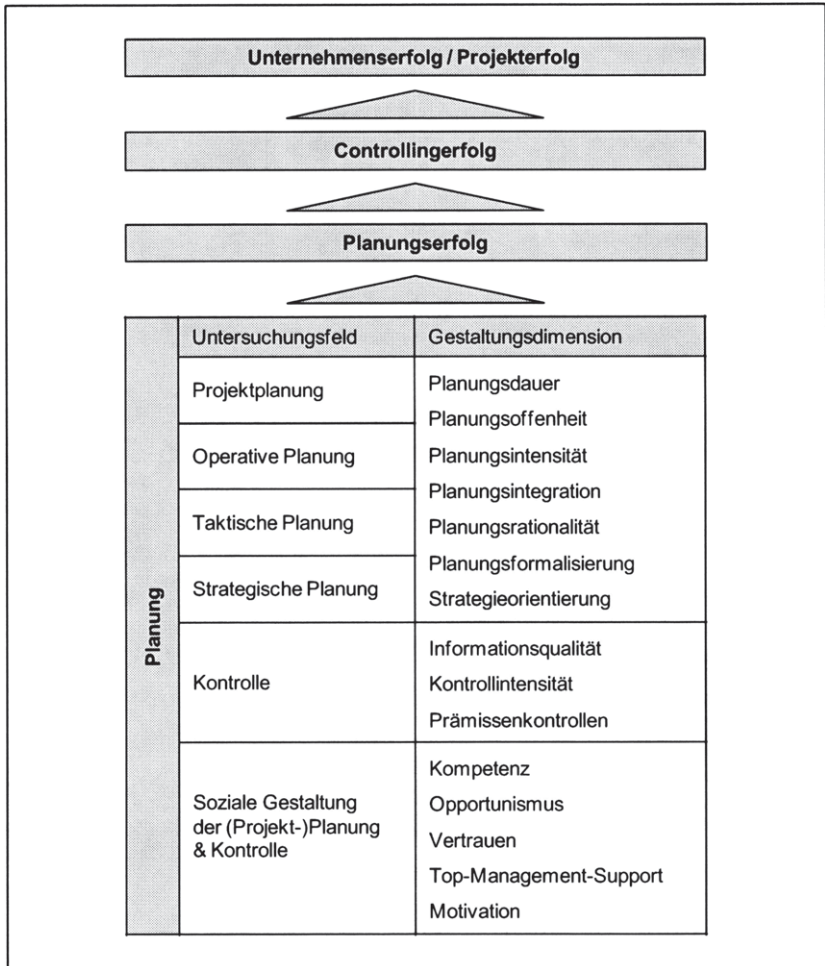 Unternehmenserfolg / Projekterfolg
Controllingerfolg
Planungserfolg
Planung
Untersuchungsfeld
Gestaltungsdimension
Projektplanung
Operative Planung
Taktische Planung
Strategische Planung
Planungsdauer
Planungsoffenheit
Planungsintensität
Planungsintegration
Planungsrationalität
Planungsformalisierung
Strategieorientierung
Kontrolle
Informationsqualität
Kontrollintensität
Prämissenkontrollen
Soziale Gestaltung
der (Projekt-)Planung
& Kontrolle
Kompetenz
Opportunismus
Vertrauen
Top-Management-Support
Motivation